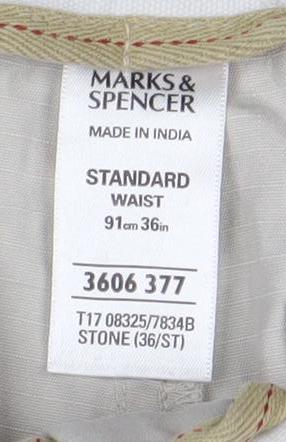 MARKS &
SPENCER
MADE IN INDIA
STANDARD
WAIST
91cm 36in
3606 377
T17 08325/7834B
STONE (36/ST)